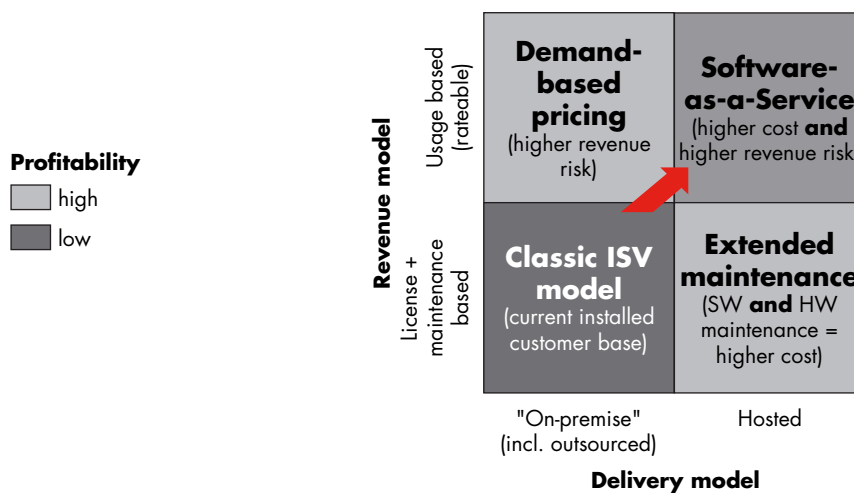 Profitability
high
low
Revenue model
Usage based
(rateable)
License +
maintenance
based
Demand-
based
pricing
(higher revenue
risk)
Software-
as-a-Service
(higher cost and
higher revenue risk
Classic ISV
model
(current installed
customer base)
Extended
maintenance
(SW and HW
maintenance =
higher cost)
"On-premise"
(incl. outsourced)
Hosted
Delivery model